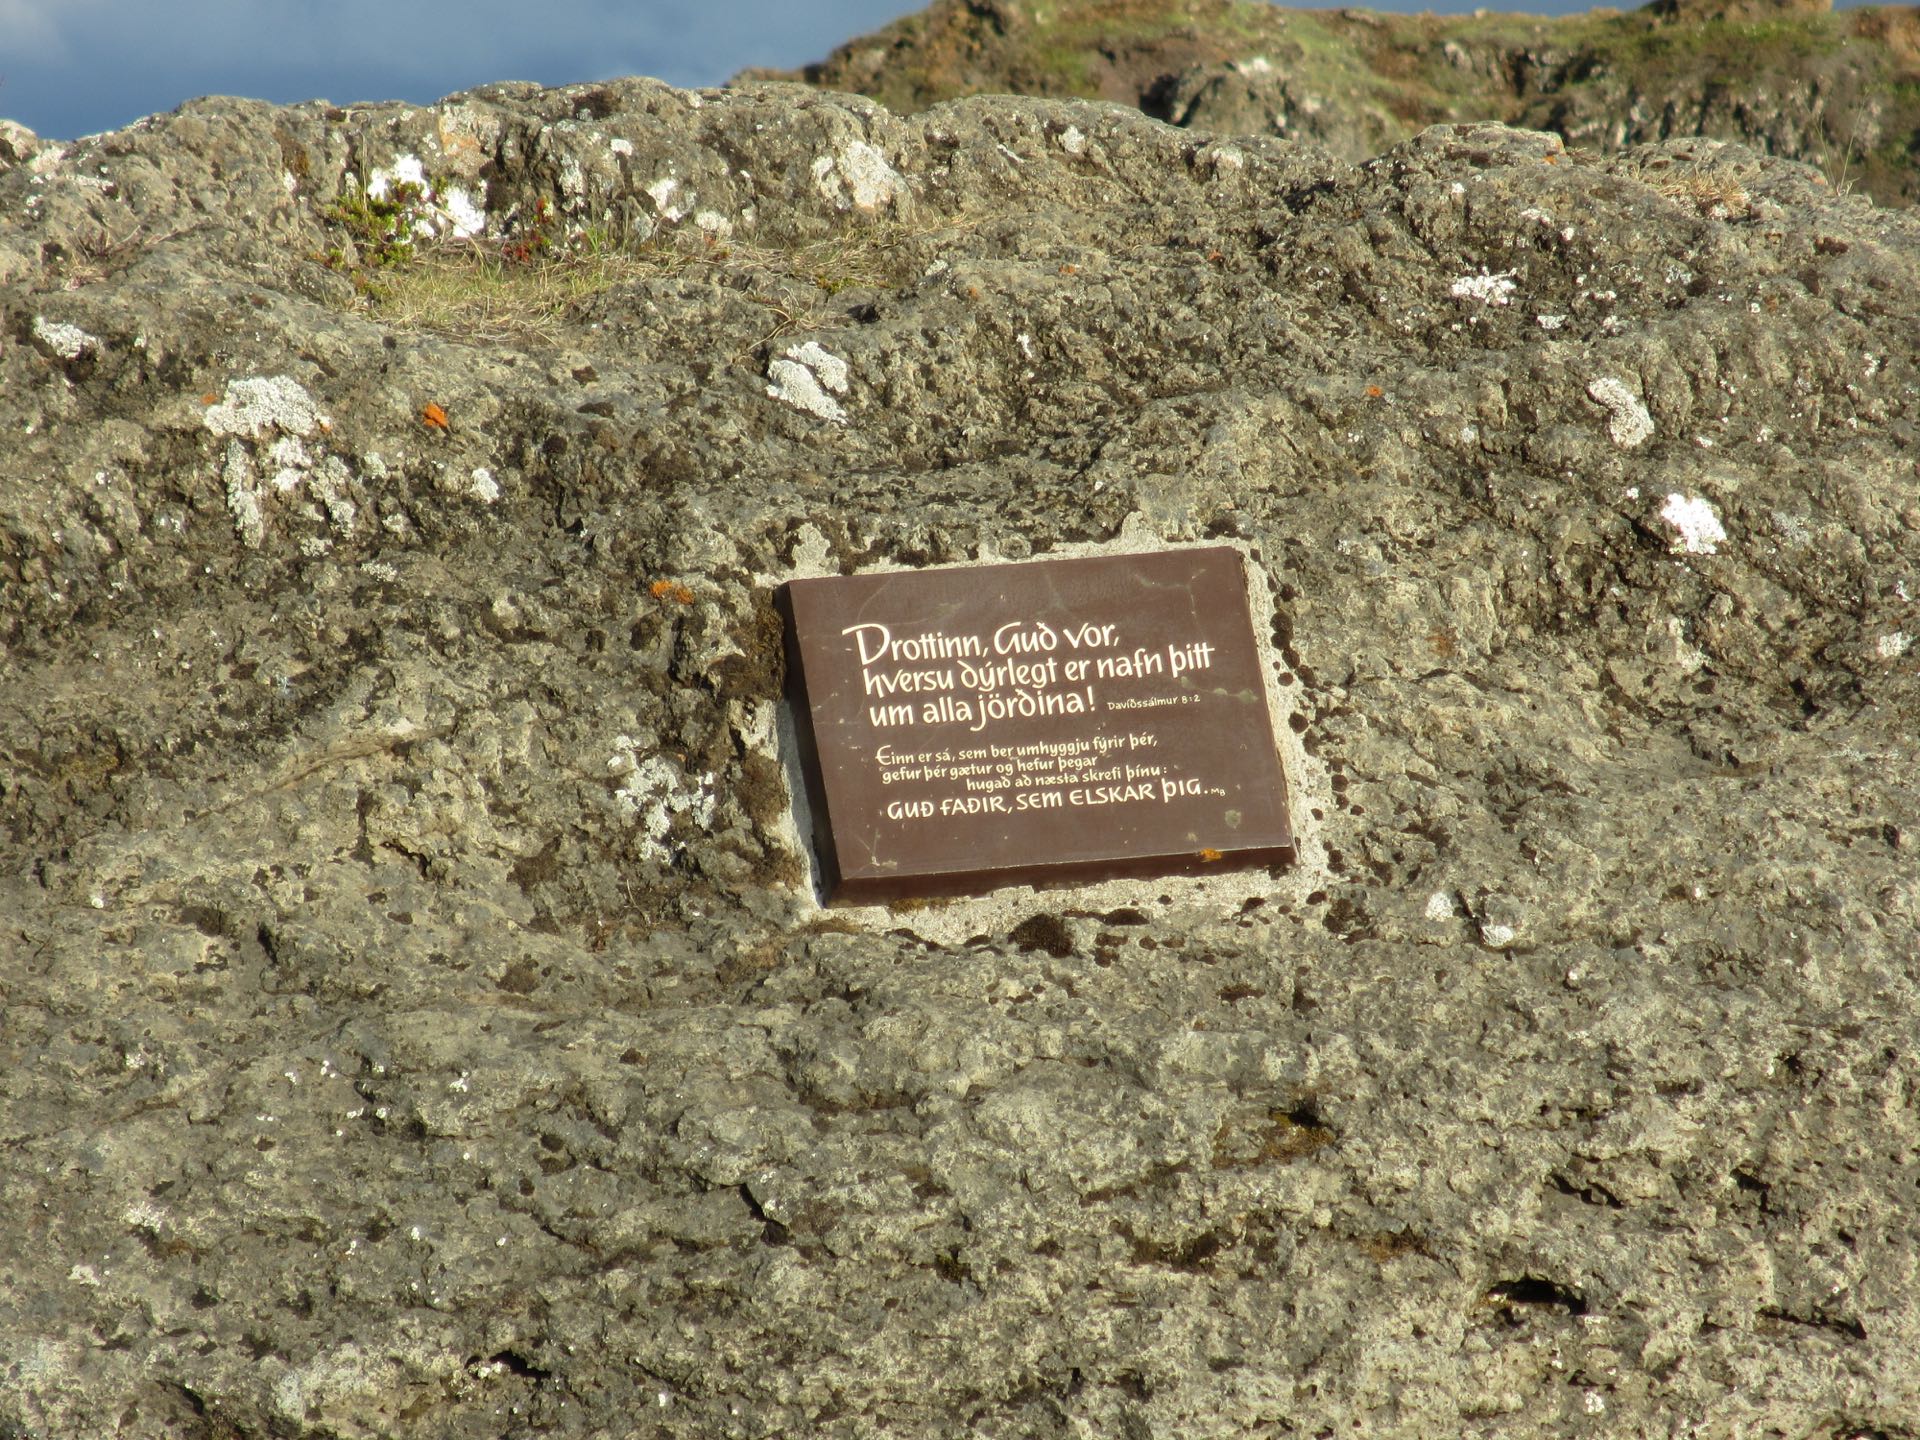 Drottinn, Guð vor,
hversu dýrlegt er nafn þitt
um alla jörðina! Davíðssálmur 8:2
Einn er sá, sem ber umhyggju fyrir þér,
gefur þér gætur og hefur þegar
hugað að næsta skrefi þínu:
GUÐ FAÐIR, SEM ELSKAR ÞIG. MB